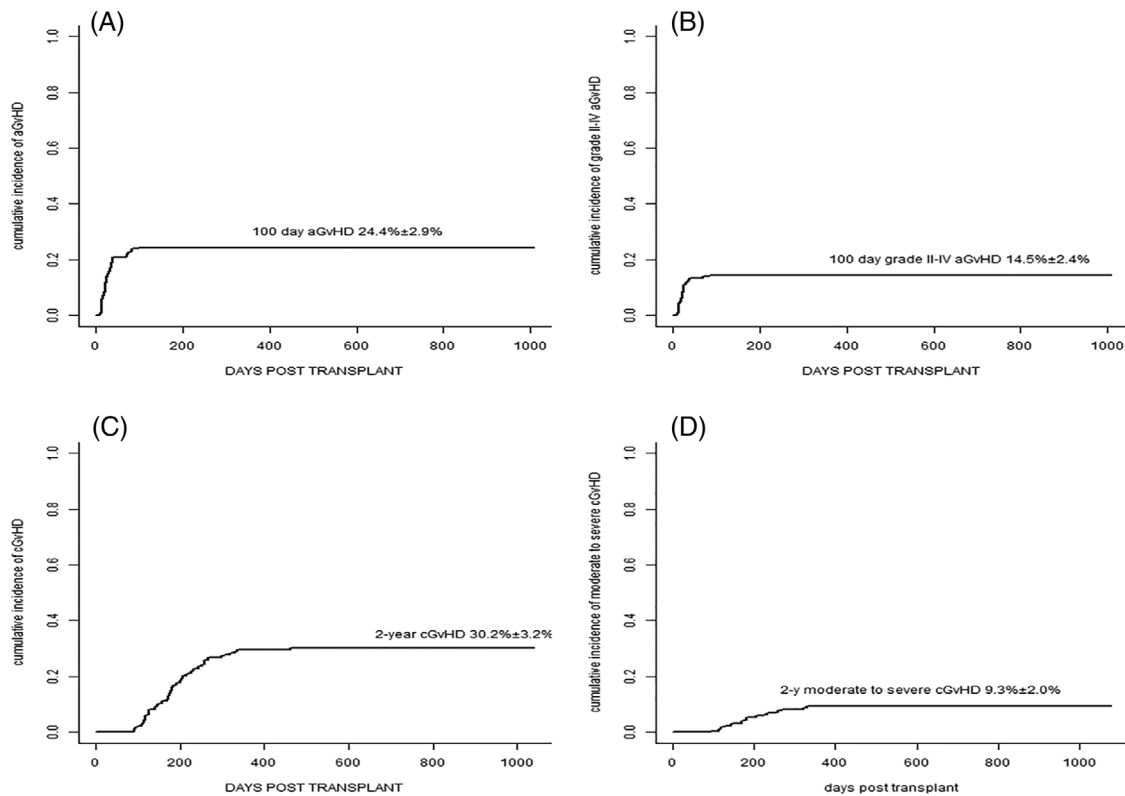 (A)
cumulative incidence of aGvHD
1.0
0.8
0.6
0.4
0.2
0.0
100 day aGvHD 24.4%±2.9%
0 200 400 600 800 1000
DAYS POST TRANSPLANT
(B)
cumulative incidence of grade II-IV aGvHD
1.0
0.8
0.6
0.4
0.2
0.0
100 day grade II-IV aGvHD 14.5%±2.4%
0 200 400 600 800 1000
DAYS POST TRANSPLANT
(C)
cumulative incidence of cGvHD
1.0
0.8
0.6
0.4
0.2
0.0
2-year cGvHD 30.2%±3.2%
0 200 400 600 800 1000
DAYS POST TRANSPLANT
(D)
cumulative incidence of moderate to severe cGvHD
1.0
0.8
0.6
0.4
0.2
0.0
2-y moderate to severe cGvHD 9.3%±2.0%
0 200 400 600 800 1000
days post transplant